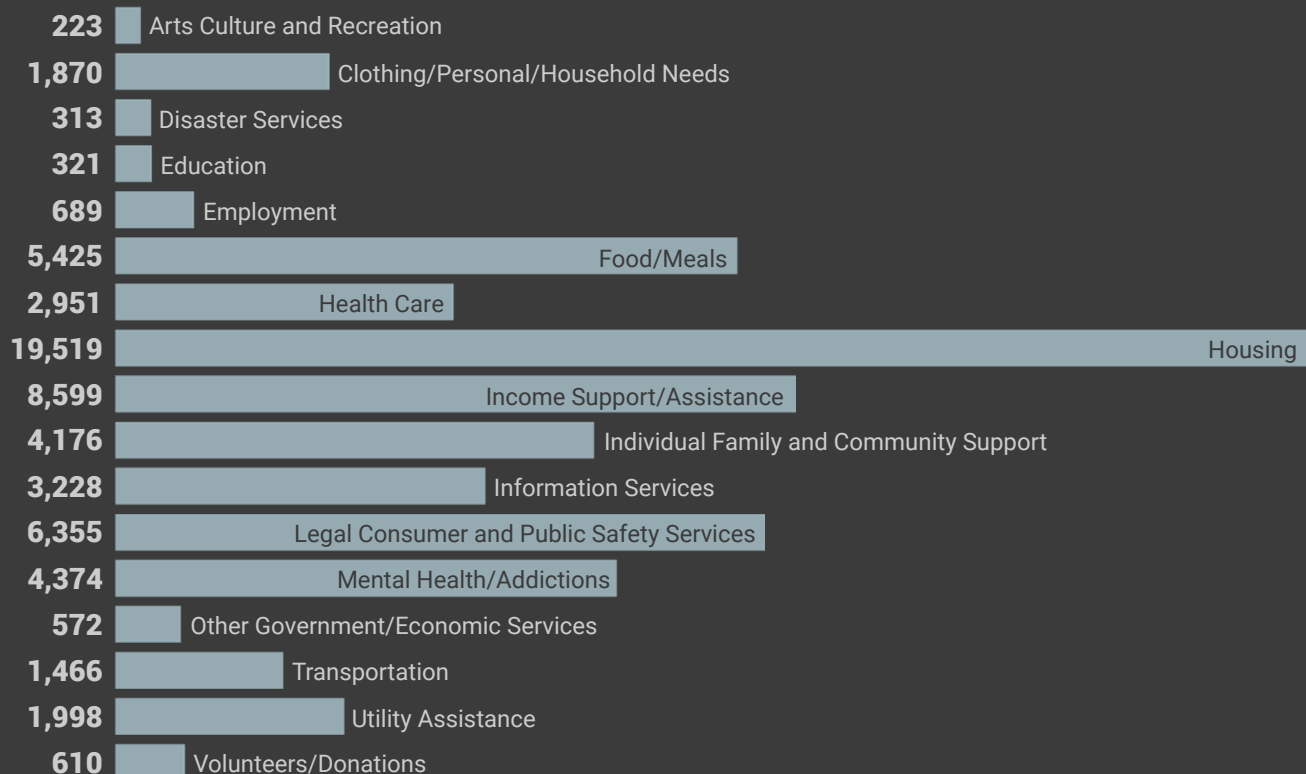 223 Arts Culture and Recreation
1,870 Clothing/Personal/Household Needs
313 Disaster Services
321 Education
689 Employment
5,425 Food/Meals
2,951 Health Care
19,519 Housing
8,599 Income Support/Assistance
4,176 Individual Family and Community Support
3,228 Information Services
6,355 Legal Consumer and Public Safety Services
4,374 Mental Health/Addictions
572 Other Government/Economic Services
1,466 Transportation
1,998 Utility Assistance
610 Volunteers/Donations